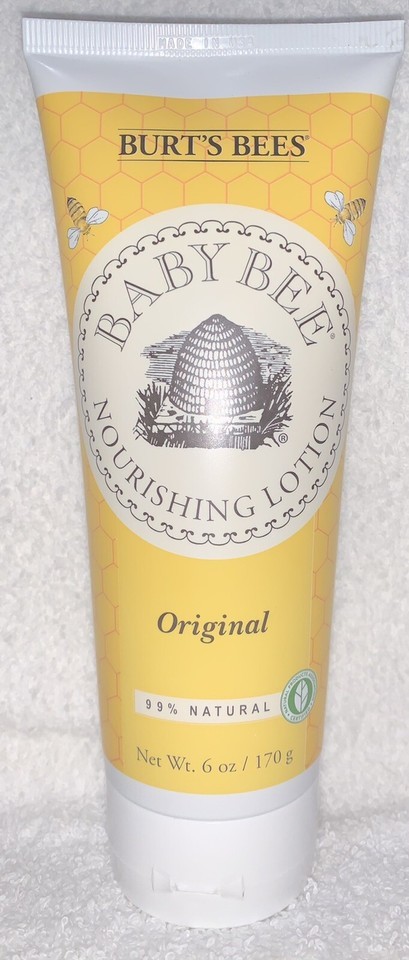 BURT'S BEES®
BABY BEE®
®
NOURISHING LOTION
Original
99% NATURAL
Net Wt. 6 oz / 170 g